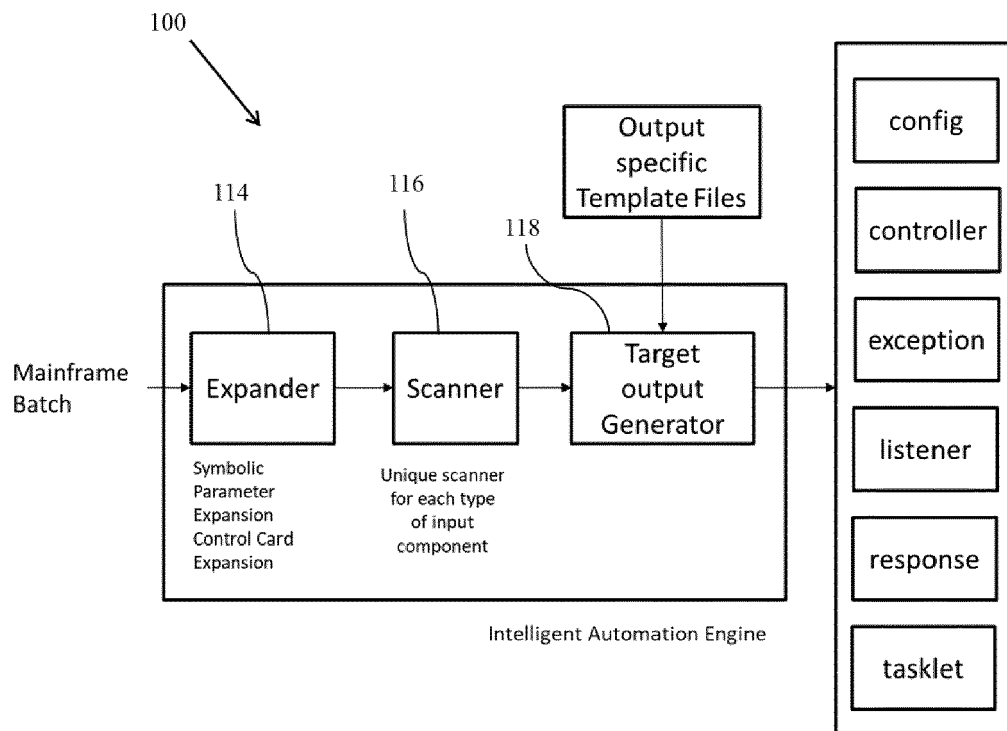 100
Output
specific
Template Files
114
116
118
Mainframe
Batch
Expander
Scanner
Target
output
Generator
Symbolic
Parameter
Expansion
Control Card
Expansion
Unique scanner
for each type
of input
component
Intelligent Automation Engine
config
controller
exception
listener
response
tasklet